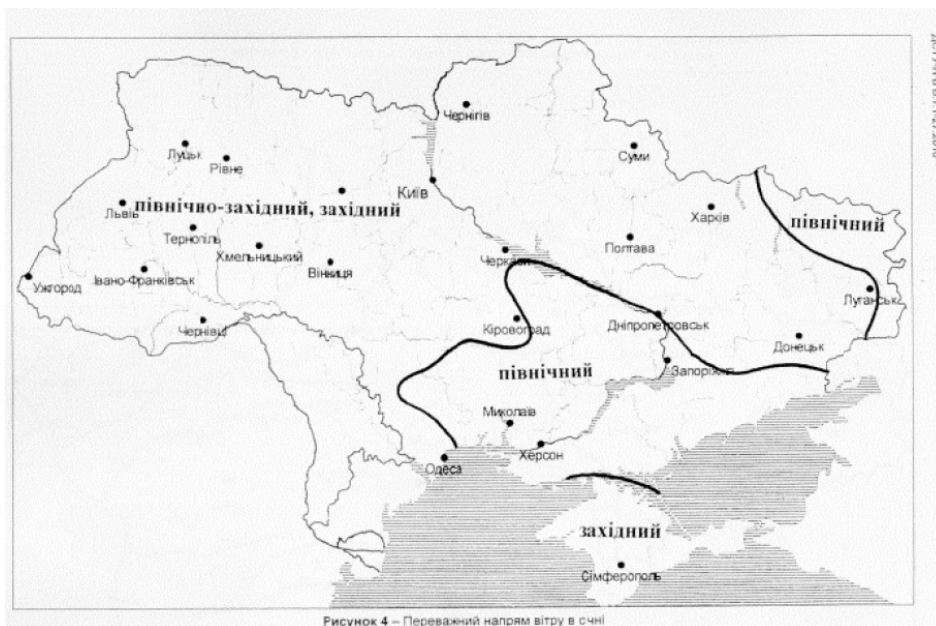 Чернігів
Луцьк
Рівне
Суми
Київ
Львів
північно-західний, західний
Харків
північний
Тернопіль
Хмельницький
Полтава
Черкаси
Вінниця
Ужгород
Івано-Франківськ
Луганськ
Чернівці
Кіровоград
Дніпропетровськ
Донецьк
північний
Запоріжжя
Миколаїв
Херсон
Одеса
західний
Сімферополь
Рисунок 4 – Переважний напрям вітру в січні